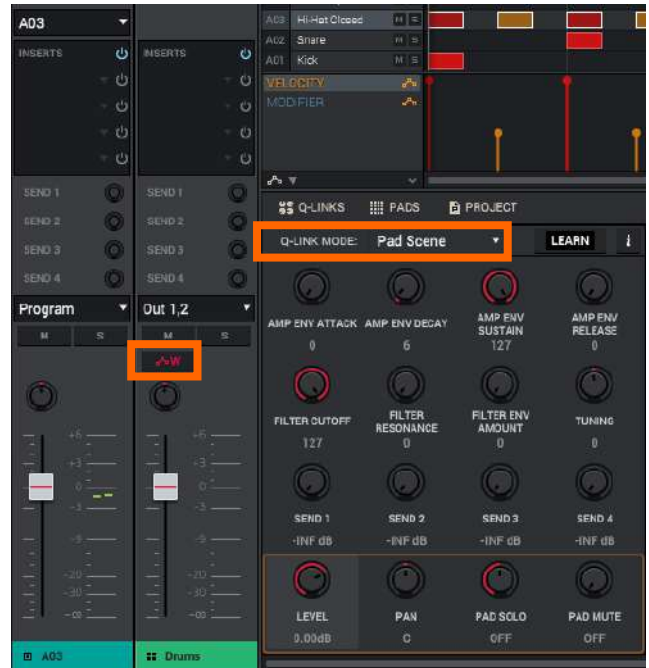 A03
INSERTS
SEND 1
SEND 2
SEND 3
SEND 4
Program
M S
+6
+3
0
-3
-9
-20
-30
-∞
A03
INSERTS
SEND 1
SEND 2
SEND 3
SEND 4
Out 1,2
M S
W
+6
+3
0
-3
-9
-20
-30
-∞
Drums
A03 Hi-Hat Closed M S
A02 Snare M S
A01 Kick M S
VELOCITY
MODIFIER
Q-LINKS PADS PROJECT
Q-LINK MODE: Pad Scene LEARN i
AMP ENV ATTACK AMP ENV DECAY AMP ENV SUSTAIN AMP ENV RELEASE
0 6 127 0
FILTER CUTOFF FILTER RESONANCE FILTER ENV AMOUNT TUNING
127 0 0 0
SEND 1 SEND 2 SEND 3 SEND 4
-INF dB -INF dB -INF dB -INF dB
LEVEL PAN PAD SOLO PAD MUTE
0.00dB C OFF OFF